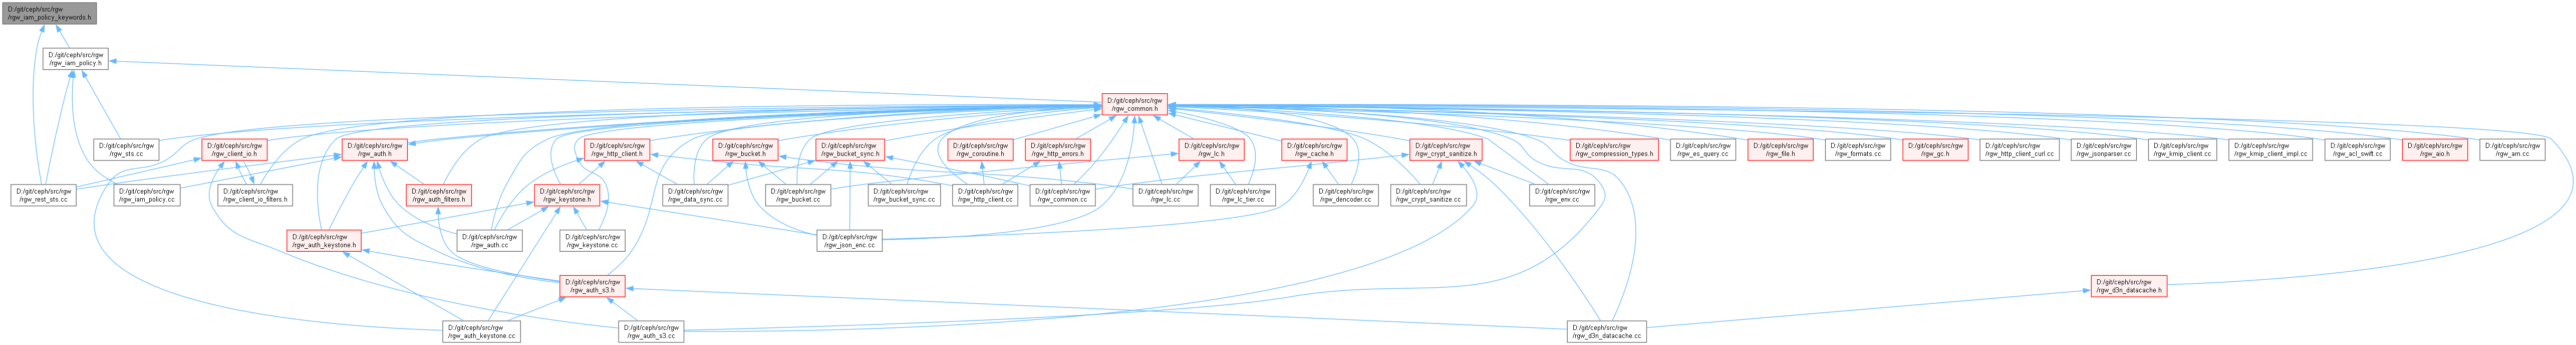 D:/git/ceph/src/rgw
/rgw_iam_policy_keywords.h
D:/git/ceph/src/rgw
/rgw_iam_policy.h
D:/git/ceph/src/rgw
/rgw_common.h
D:/git/ceph/src/rgw
/rgw_sts.cc
D:/git/ceph/src/rgw
/rgw_client_io.h
D:/git/ceph/src/rgw
/rgw_auth.h
D:/git/ceph/src/rgw
/rgw_http_client.h
D:/git/ceph/src/rgw
/rgw_bucket.h
D:/git/ceph/src/rgw
/rgw_bucket_sync.h
D:/git/ceph/src/rgw
/rgw_coroutine.h
D:/git/ceph/src/rgw
/rgw_http_errors.h
D:/git/ceph/src/rgw
/rgw_lc.h
D:/git/ceph/src/rgw
/rgw_cache.h
D:/git/ceph/src/rgw
/rgw_crypt_sanitize.h
D:/git/ceph/src/rgw
/rgw_compression_types.h
D:/git/ceph/src/rgw
/rgw_es_query.cc
D:/git/ceph/src/rgw
/rgw_file.h
D:/git/ceph/src/rgw
/rgw_formats.cc
D:/git/ceph/src/rgw
/rgw_gc.h
D:/git/ceph/src/rgw
/rgw_http_client_curl.cc
D:/git/ceph/src/rgw
/rgw_jsonparser.cc
D:/git/ceph/src/rgw
/rgw_kmip_client.cc
D:/git/ceph/src/rgw
/rgw_kmip_client_impl.cc
D:/git/ceph/src/rgw
/rgw_acl_swift.cc
D:/git/ceph/src/rgw
/rgw_aio.h
D:/git/ceph/src/rgw
/rgw_arn.cc
D:/git/ceph/src/rgw
/rgw_rest_sts.cc
D:/git/ceph/src/rgw
/rgw_iam_policy.cc
D:/git/ceph/src/rgw
/rgw_client_io_filters.h
D:/git/ceph/src/rgw
/rgw_auth_filters.h
D:/git/ceph/src/rgw
/rgw_keystone.h
D:/git/ceph/src/rgw
/rgw_data_sync.cc
D:/git/ceph/src/rgw
/rgw_bucket.cc
D:/git/ceph/src/rgw
/rgw_bucket_sync.cc
D:/git/ceph/src/rgw
/rgw_http_client.cc
D:/git/ceph/src/rgw
/rgw_common.cc
D:/git/ceph/src/rgw
/rgw_lc.cc
D:/git/ceph/src/rgw
/rgw_lc_tier.cc
D:/git/ceph/src/rgw
/rgw_dencoder.cc
D:/git/ceph/src/rgw
/rgw_crypt_sanitize.cc
D:/git/ceph/src/rgw
/rgw_env.cc
D:/git/ceph/src/rgw
/rgw_auth_keystone.h
D:/git/ceph/src/rgw
/rgw_auth.cc
D:/git/ceph/src/rgw
/rgw_keystone.cc
D:/git/ceph/src/rgw
/rgw_json_enc.cc
D:/git/ceph/src/rgw
/rgw_auth_s3.h
D:/git/ceph/src/rgw
/rgw_d3n_datacache.h
D:/git/ceph/src/rgw
/rgw_auth_keystone.cc
D:/git/ceph/src/rgw
/rgw_auth_s3.cc
D:/git/ceph/src/rgw
/rgw_d3n_datacache.cc